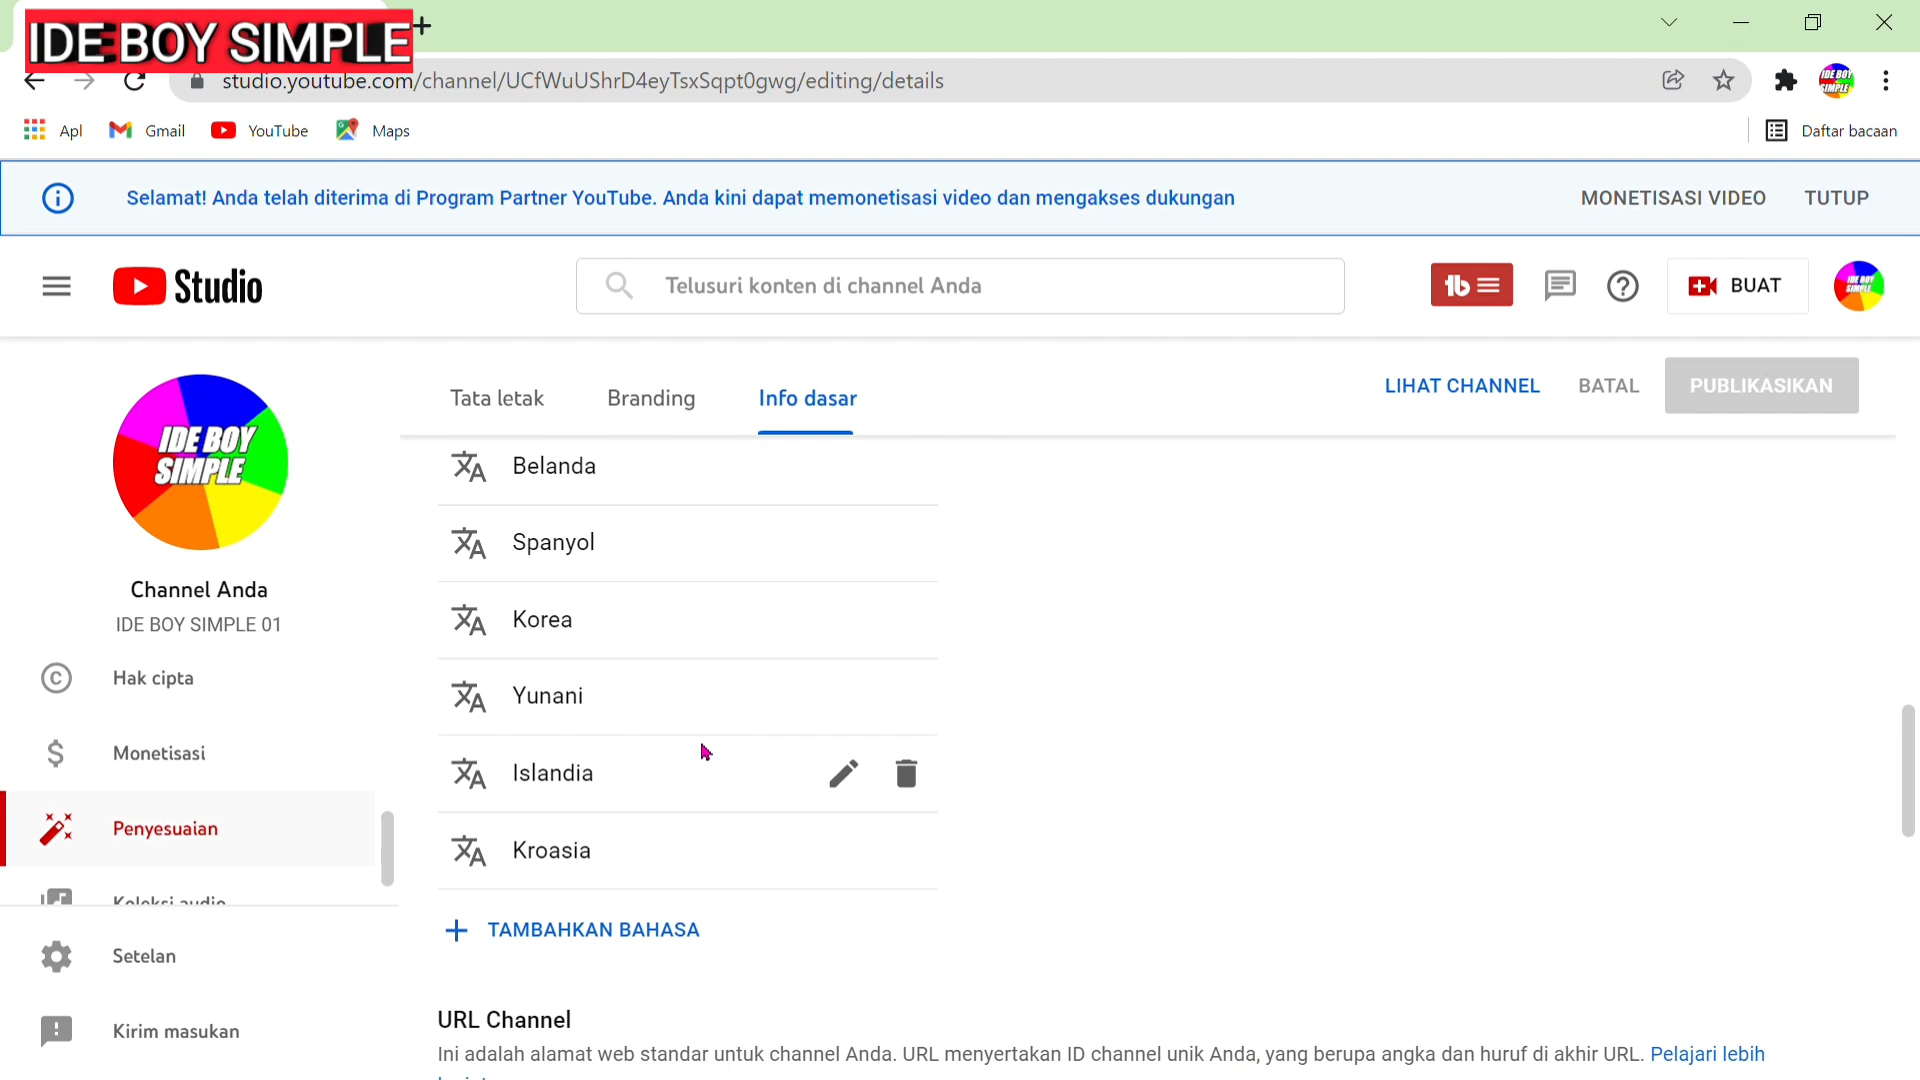 IDE BOY SIMPLE
studio.youtube.com/channel/UCfWuUShrD4eyTsxSqpt0gwg/editing/details
Apl
Gmail
YouTube
Maps
Daftar bacaan
Selamat! Anda telah diterima di Program Partner YouTube. Anda kini dapat memonetisasi video dan mengakses dukungan
MONETISASI VIDEO
TUTUP
Studio
Telusuri konten di channel Anda
BUAT
Tata letak
Branding
Info dasar
LIHAT CHANNEL
BATAL
PUBLIKASIKAN
IDE BOY
SIMPLE
Channel Anda
IDE BOY SIMPLE 01
Hak cipta
Monetisasi
Penyesuaian
Koleksi audio
Setelan
Kirim masukan
Belanda
Spanyol
Korea
Yunani
Islandia
Kroasia
TAMBAHKAN BAHASA
URL Channel
Ini adalah alamat web standar untuk channel Anda. URL menyertakan ID channel unik Anda, yang berupa angka dan huruf di akhir URL. Pelajari lebih